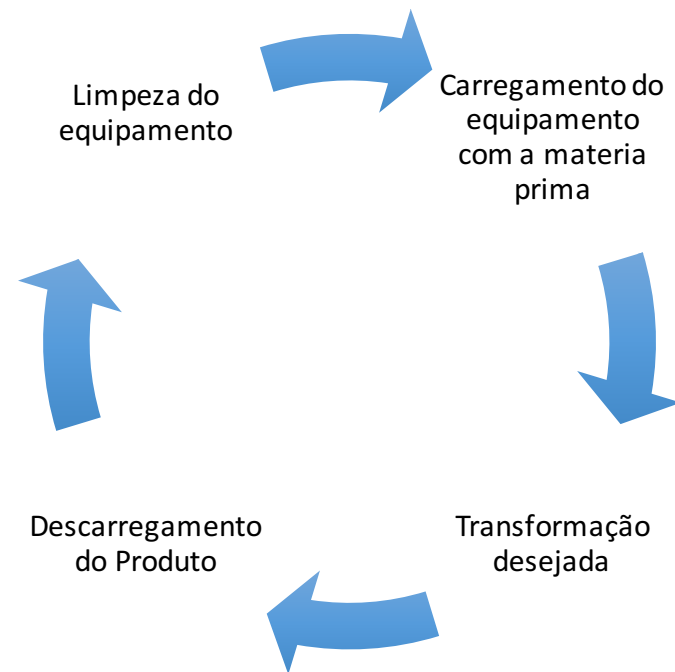 Limpeza do
equipamento
Carregamento do
equipamento
com a materia
prima
Transformação
desejada
Descarregamento
do Produto